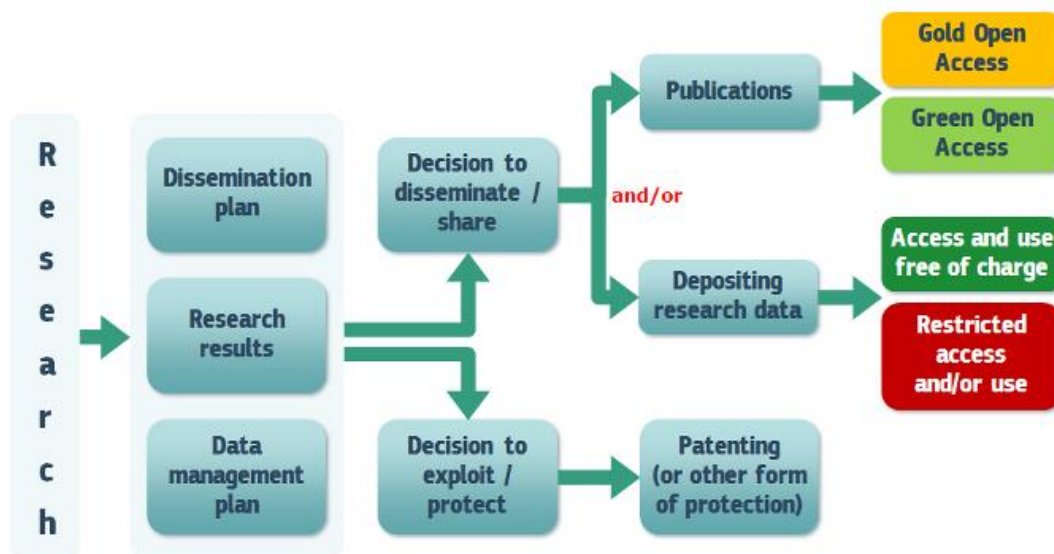 Research
Dissemination
plan
Research
results
Data
management
plan
Decision to
disseminate /
share
Decision to
exploit /
protect
and/or
Publications
Depositing
research data
Patenting
(or other form
of protection)
Gold Open
Access
Green Open
Access
Access and use
free of charge
Restricted
access
and/or use